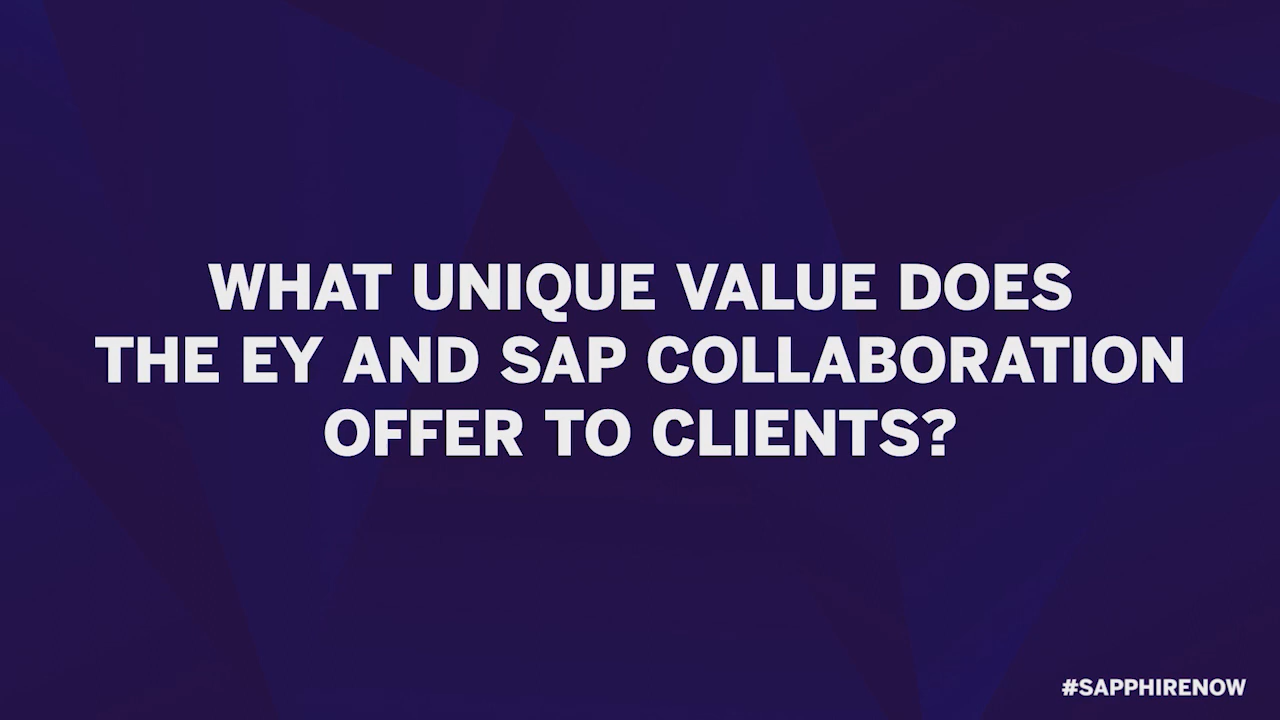 WHAT UNIQUE VALUE DOES
THE EY AND SAP COLLABORATION
OFFER TO CLIENTS?
#SAPPHIRENOW